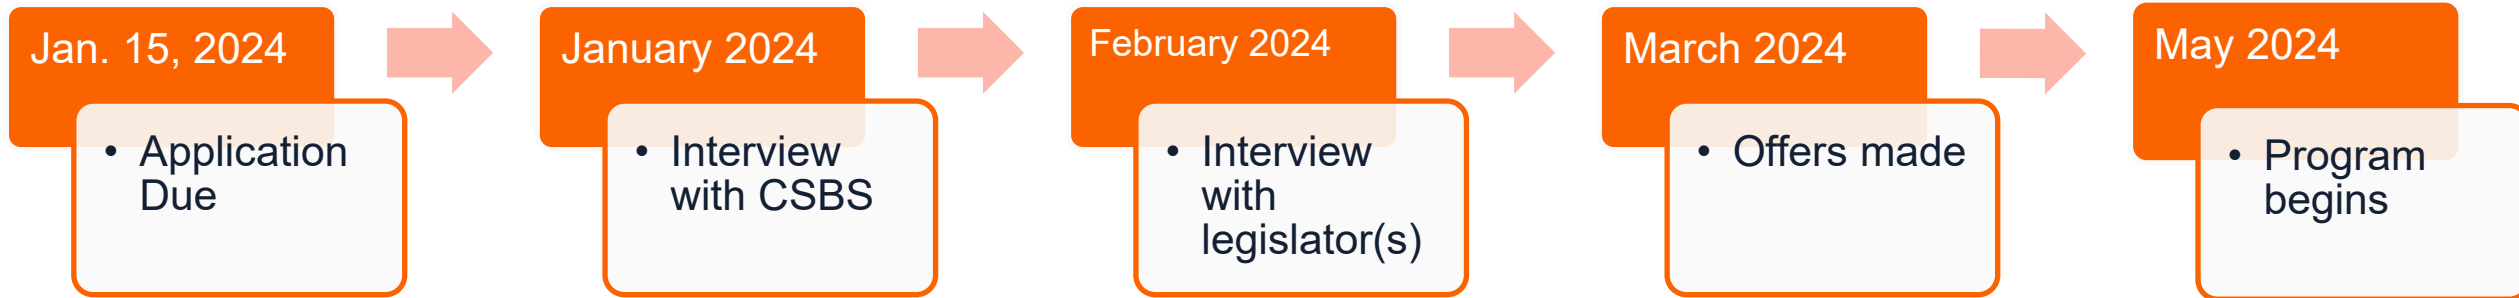 Jan. 15, 2024
• Application
Due
January 2024
• Interview
with CSBS
February 2024
• Interview
with
legislator(s)
March 2024
• Offers made
May 2024
• Program
begins